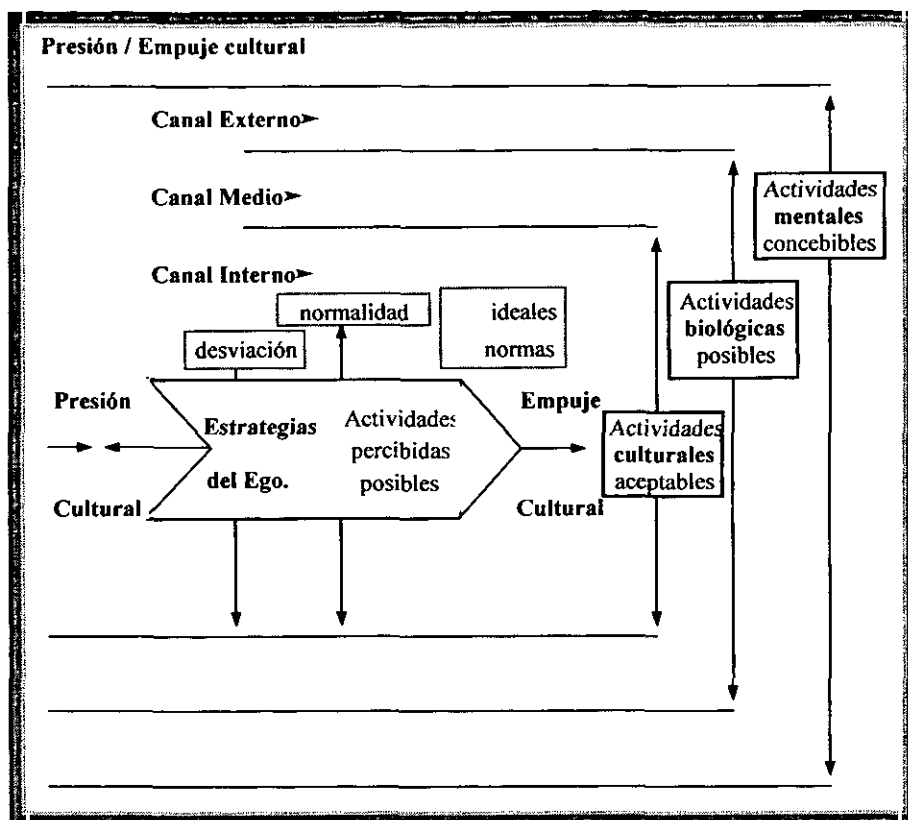 Presión / Empuje cultural
Canal Externo➤
Canal Medio➤
Canal Interno➤
Actividades
mentales
concebibles
Actividades
biológicas
posibles
Actividades
culturales
aceptables
normalidad
desviación
ideales
normas
Presión
Cultural
Estrategias
del Ego.
Actividades
percibidas
posibles
Empuje
Cultural